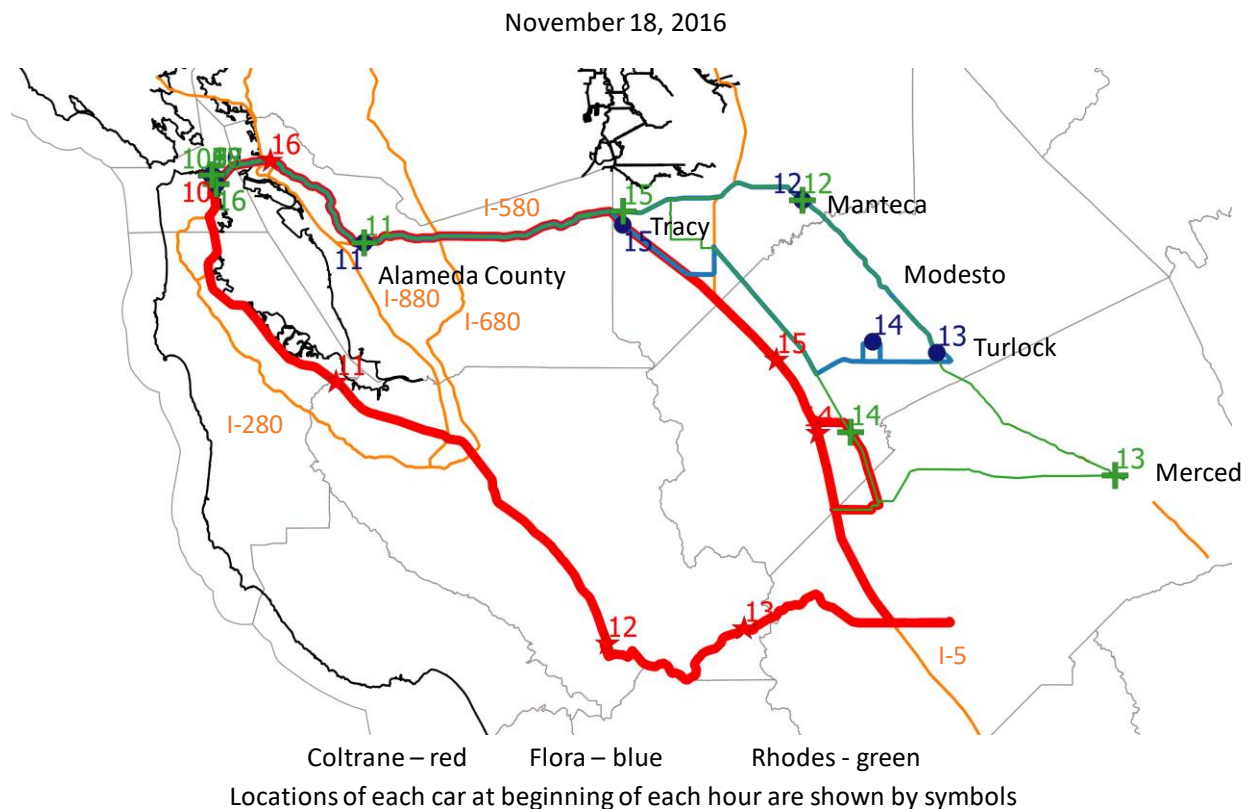 November 18, 2016
16
10
10
16
11
11
I-580
15
15
Tracy
12
12
Manteca
Alameda County
I-880
I-680
Modesto
14
13
Turlock
15
11
I-280
14
14
13
Merced
12
13
I-5
Coltrane – red Flora – blue Rhodes - green
Locations of each car at beginning of each hour are shown by symbols